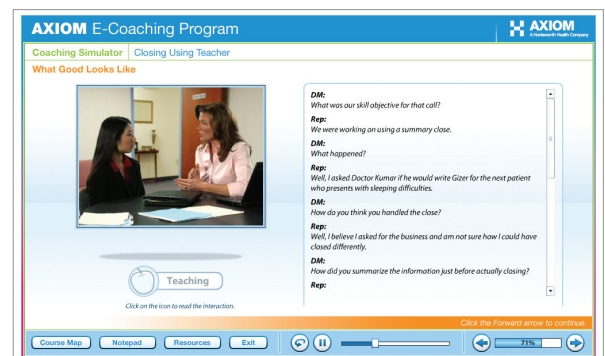 AXIOM E-Coaching Program
AXIOM
A Huntsworth Health Company
Coaching Simulator Closing Using Teacher
What Good Looks Like
DM:
What was our skill objective for that call?
Rep:
We were working on using a summary close.
DM:
What happened?
Rep:
Well, I asked Doctor Kumar if he would write Gizer for the next patient
who presents with sleeping difficulties.
DM:
How do you think you handled the close?
Rep:
Well, I believe I asked for the business and am not sure how I could have
closed differently.
DM:
How did you summarize the information just before actually closing?
Rep:
Teaching
Click on the icon to read the interaction.
Click the Forward arrow to continue.
Course Map Notepad Resources Exit 71%